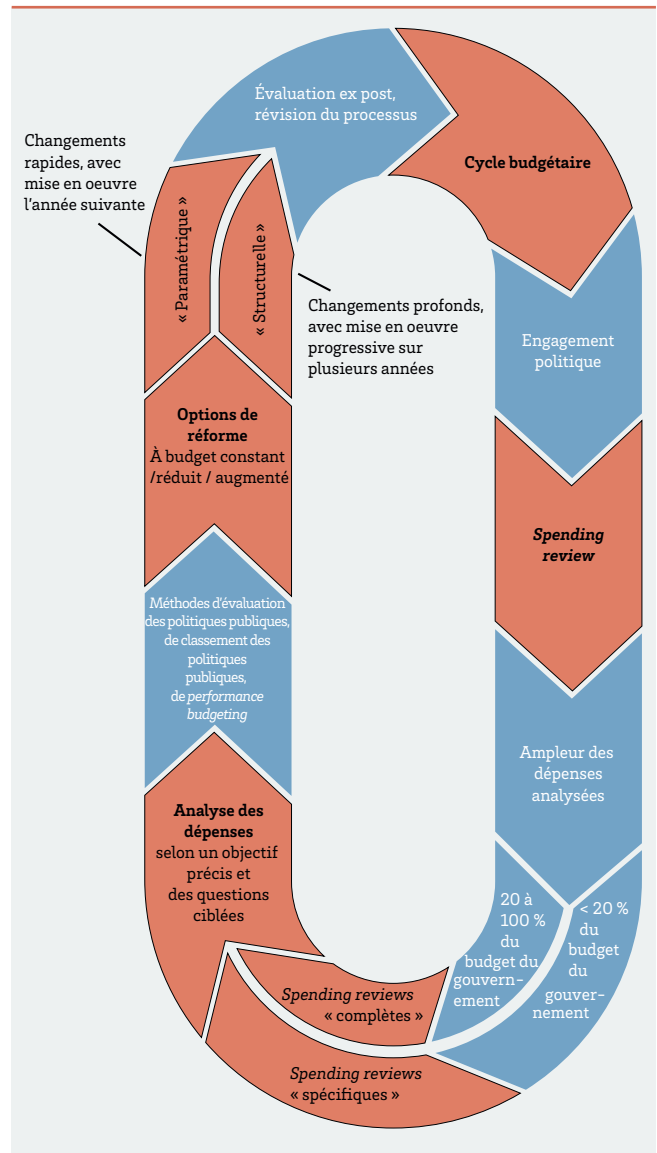 Évaluation ex post,
révision du processus
Cycle budgétaire
Engagement
politique
Spending
review
Ampleur des
dépenses
analysées
20 à
100 %
du
budget du
gouvern-
ement
< 20 %
du
budget
du
gouver-
nement
Spending reviews
« complètes »
Spending reviews
« spécifiques »
Analyse des
dépenses
selon un objectif
précis et
des questions
ciblées
Méthodes d'évaluation
des politiques publiques,
de classement des
politiques
publiques,
de performance
budgeting
Options de
réforme
À budget constant
/réduit / augmenté
« Paramétrique »
« Structurelle »
Changements
rapides, avec
mise en oeuvre
l'année suivante
Changements profonds,
avec mise en oeuvre
progressive sur
plusieurs années